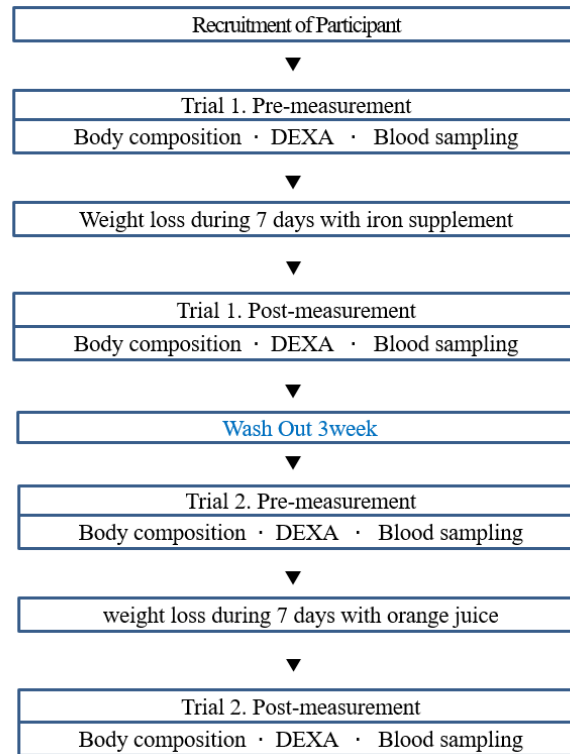 Recruitment of Participant
▼
Trial 1. Pre-measurement
Body composition · DEXA · Blood sampling
▼
Weight loss during 7 days with iron supplement
▼
Trial 1. Post-measurement
Body composition · DEXA · Blood sampling
▼
Wash Out 3week
▼
Trial 2. Pre-measurement
Body composition · DEXA · Blood sampling
▼
weight loss during 7 days with orange juice
▼
Trial 2. Post-measurement
Body composition · DEXA · Blood sampling